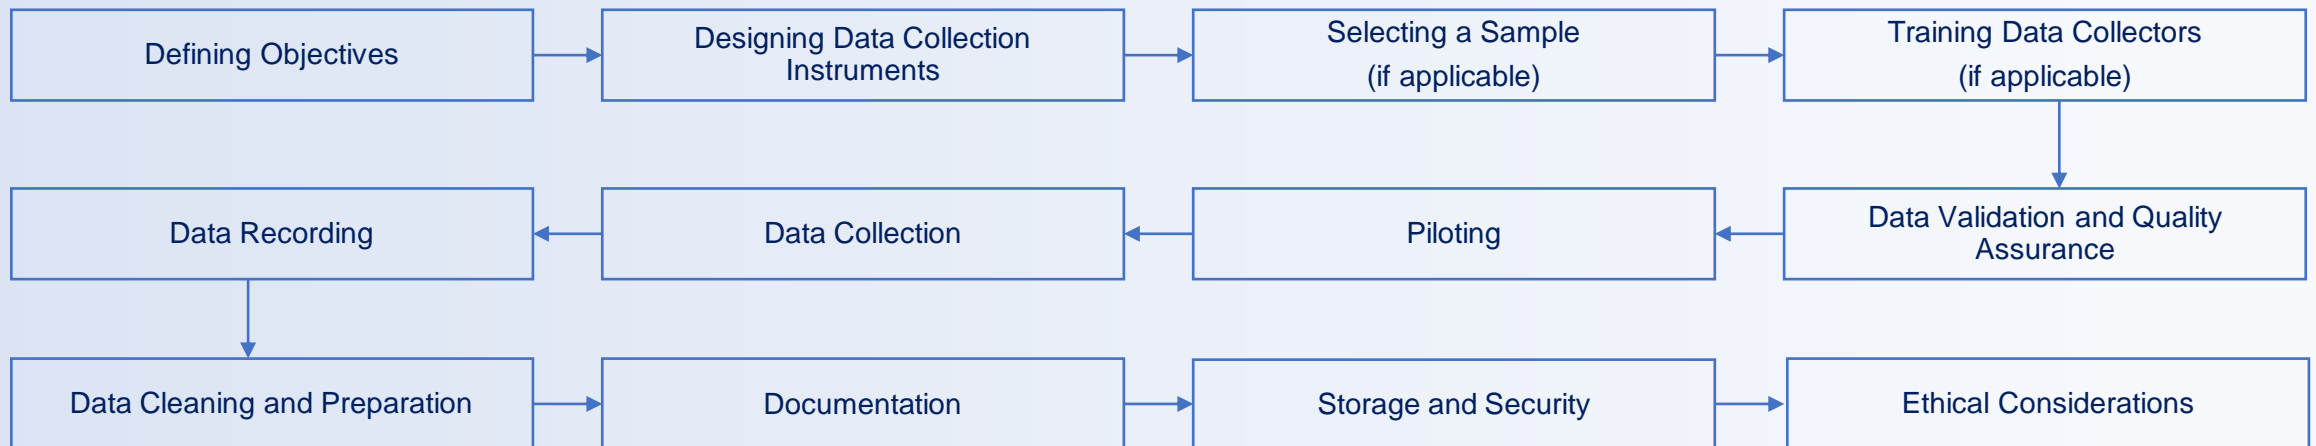 Defining Objectives
Designing Data Collection
Instruments
Selecting a Sample
(if applicable)
Training Data Collectors
(if applicable)
Data Validation and Quality
Assurance
Piloting
Data Collection
Data Recording
Data Cleaning and Preparation
Documentation
Storage and Security
Ethical Considerations